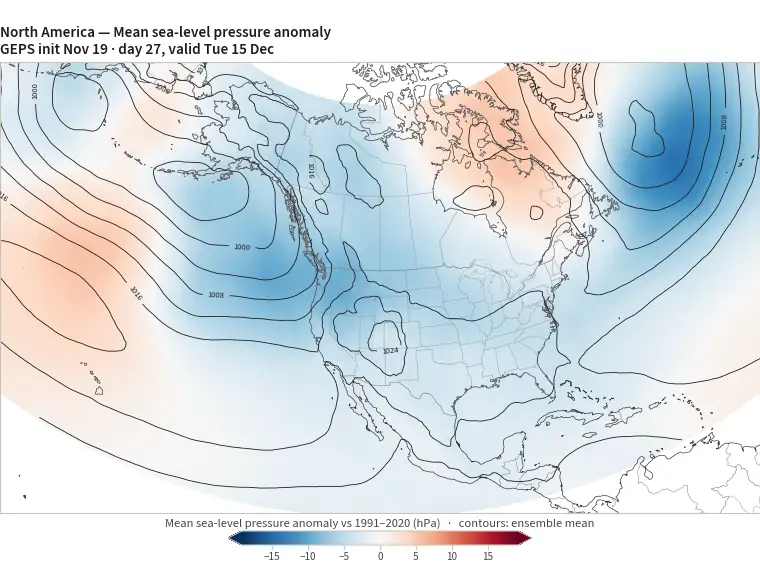 North America — Mean sea-level pressure anomaly
GEPS init Nov 19 · day 27, valid Tue 15 Dec
1000
1000
1008
1016
1000
1008
1016
1024
Mean sea-level pressure anomaly vs 1991–2020 (hPa) · contours: ensemble mean
−15 −10 −5 0 5 10 15